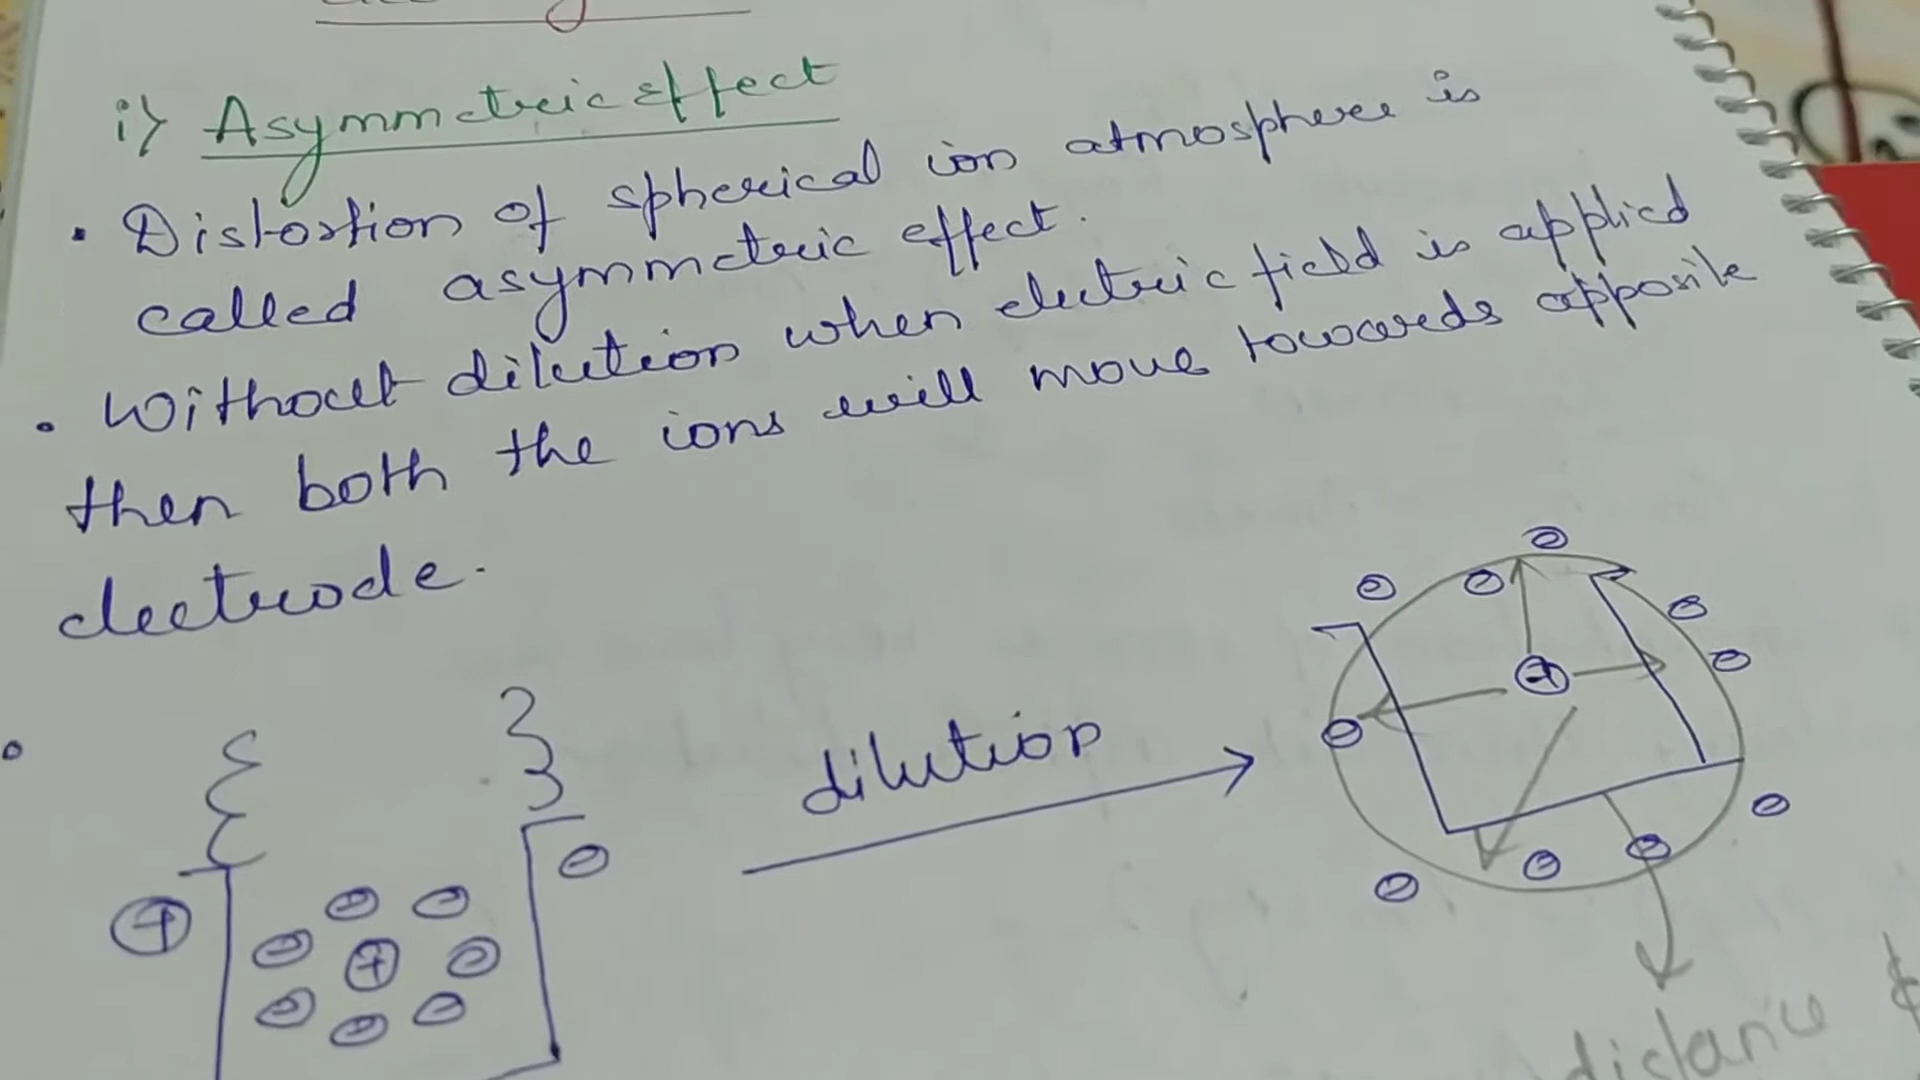 i) Asymmetric effect
• Distortion of spherical ion atmosphere is
called asymmetric effect.
• Without dilution when electric field is applied
then both the ions will move towards opposite
electrode.
dilution
distance